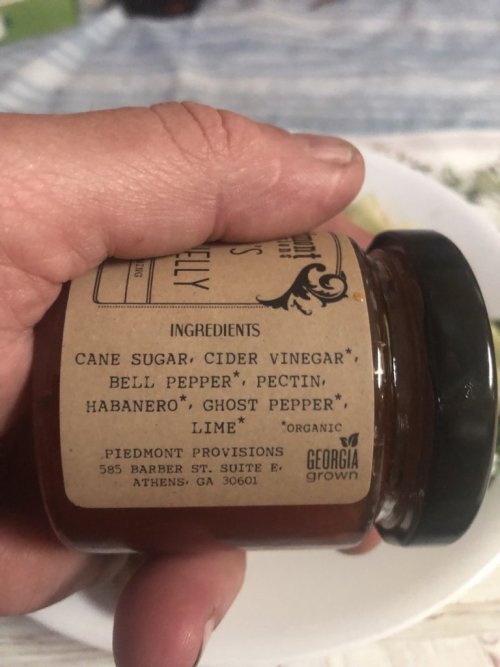 INGREDIENTS
CANE SUGAR, CIDER VINEGAR*,
BELL PEPPER*, PECTIN,
HABANERO*, GHOST PEPPER*,
LIME*
*ORGANIC
PIEDMONT PROVISIONS
585 BARBER ST. SUITE E,
ATHENS, GA 30601
GEORGIA
grown